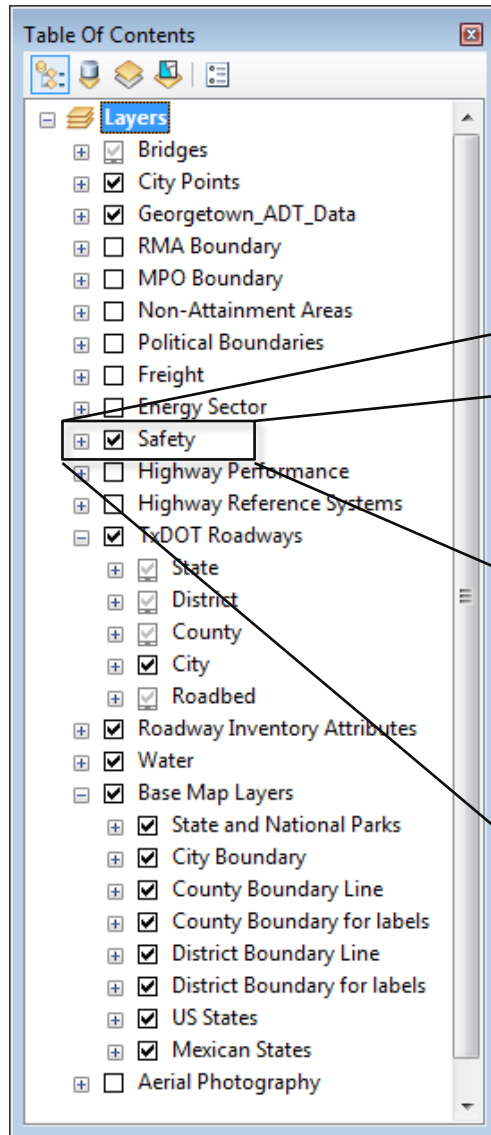 Table Of Contents
Layers
Bridges
City Points
Georgetown_ADT_Data
RMA Boundary
MPO Boundary
Non-Attainment Areas
Political Boundaries
Freight
Energy Sector
Safety
Highway Performance
Highway Reference Systems
TxDOT Roadways
State
District
County
City
Roadbed
Roadway Inventory Attributes
Water
Base Map Layers
State and National Parks
City Boundary
County Boundary Line
County Boundary for labels
District Boundary Line
District Boundary for labels
US States
Mexican States
Aerial Photography